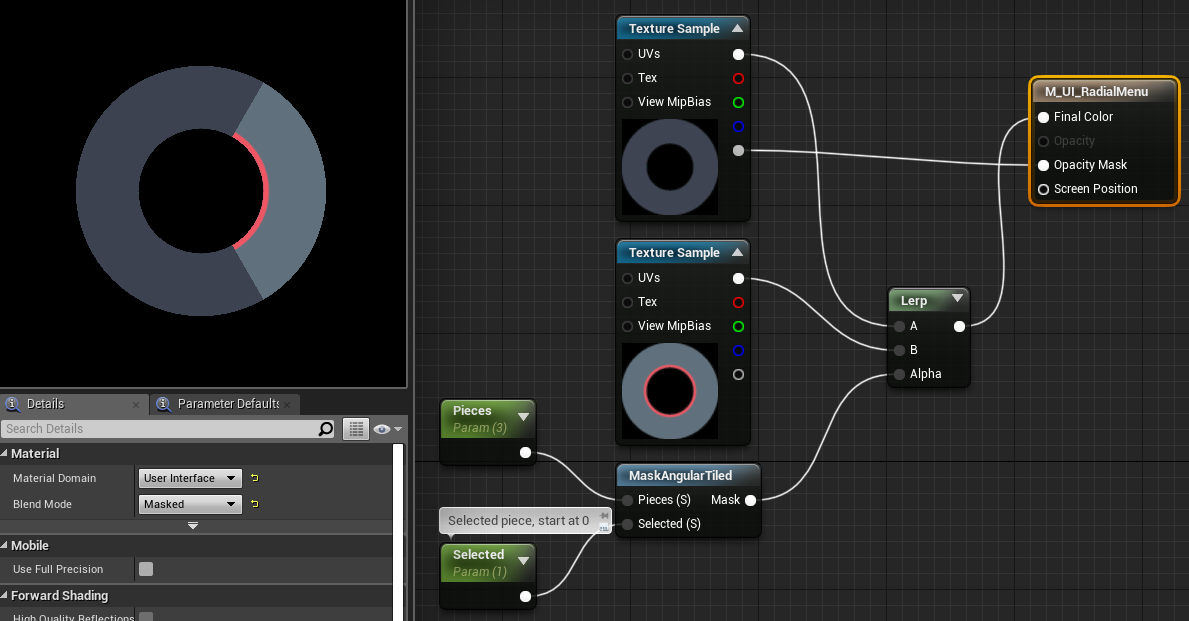 Texture Sample
UVs
Tex
View MipBias
M_UI_RadialMenu
Final Color
Opacity
Opacity Mask
Screen Position
Texture Sample
UVs
Tex
View MipBias
Lerp
A
B
Alpha
Pieces
Param (3)
MaskAngularTiled
Pieces (S) Mask
Selected (S)
Selected piece, start at 0
Selected
Param (1)
Details
Parameter Defaults
Search Details
Material
Material Domain User Interface
Blend Mode Masked
Mobile
Use Full Precision
Forward Shading
High Quality Reflections